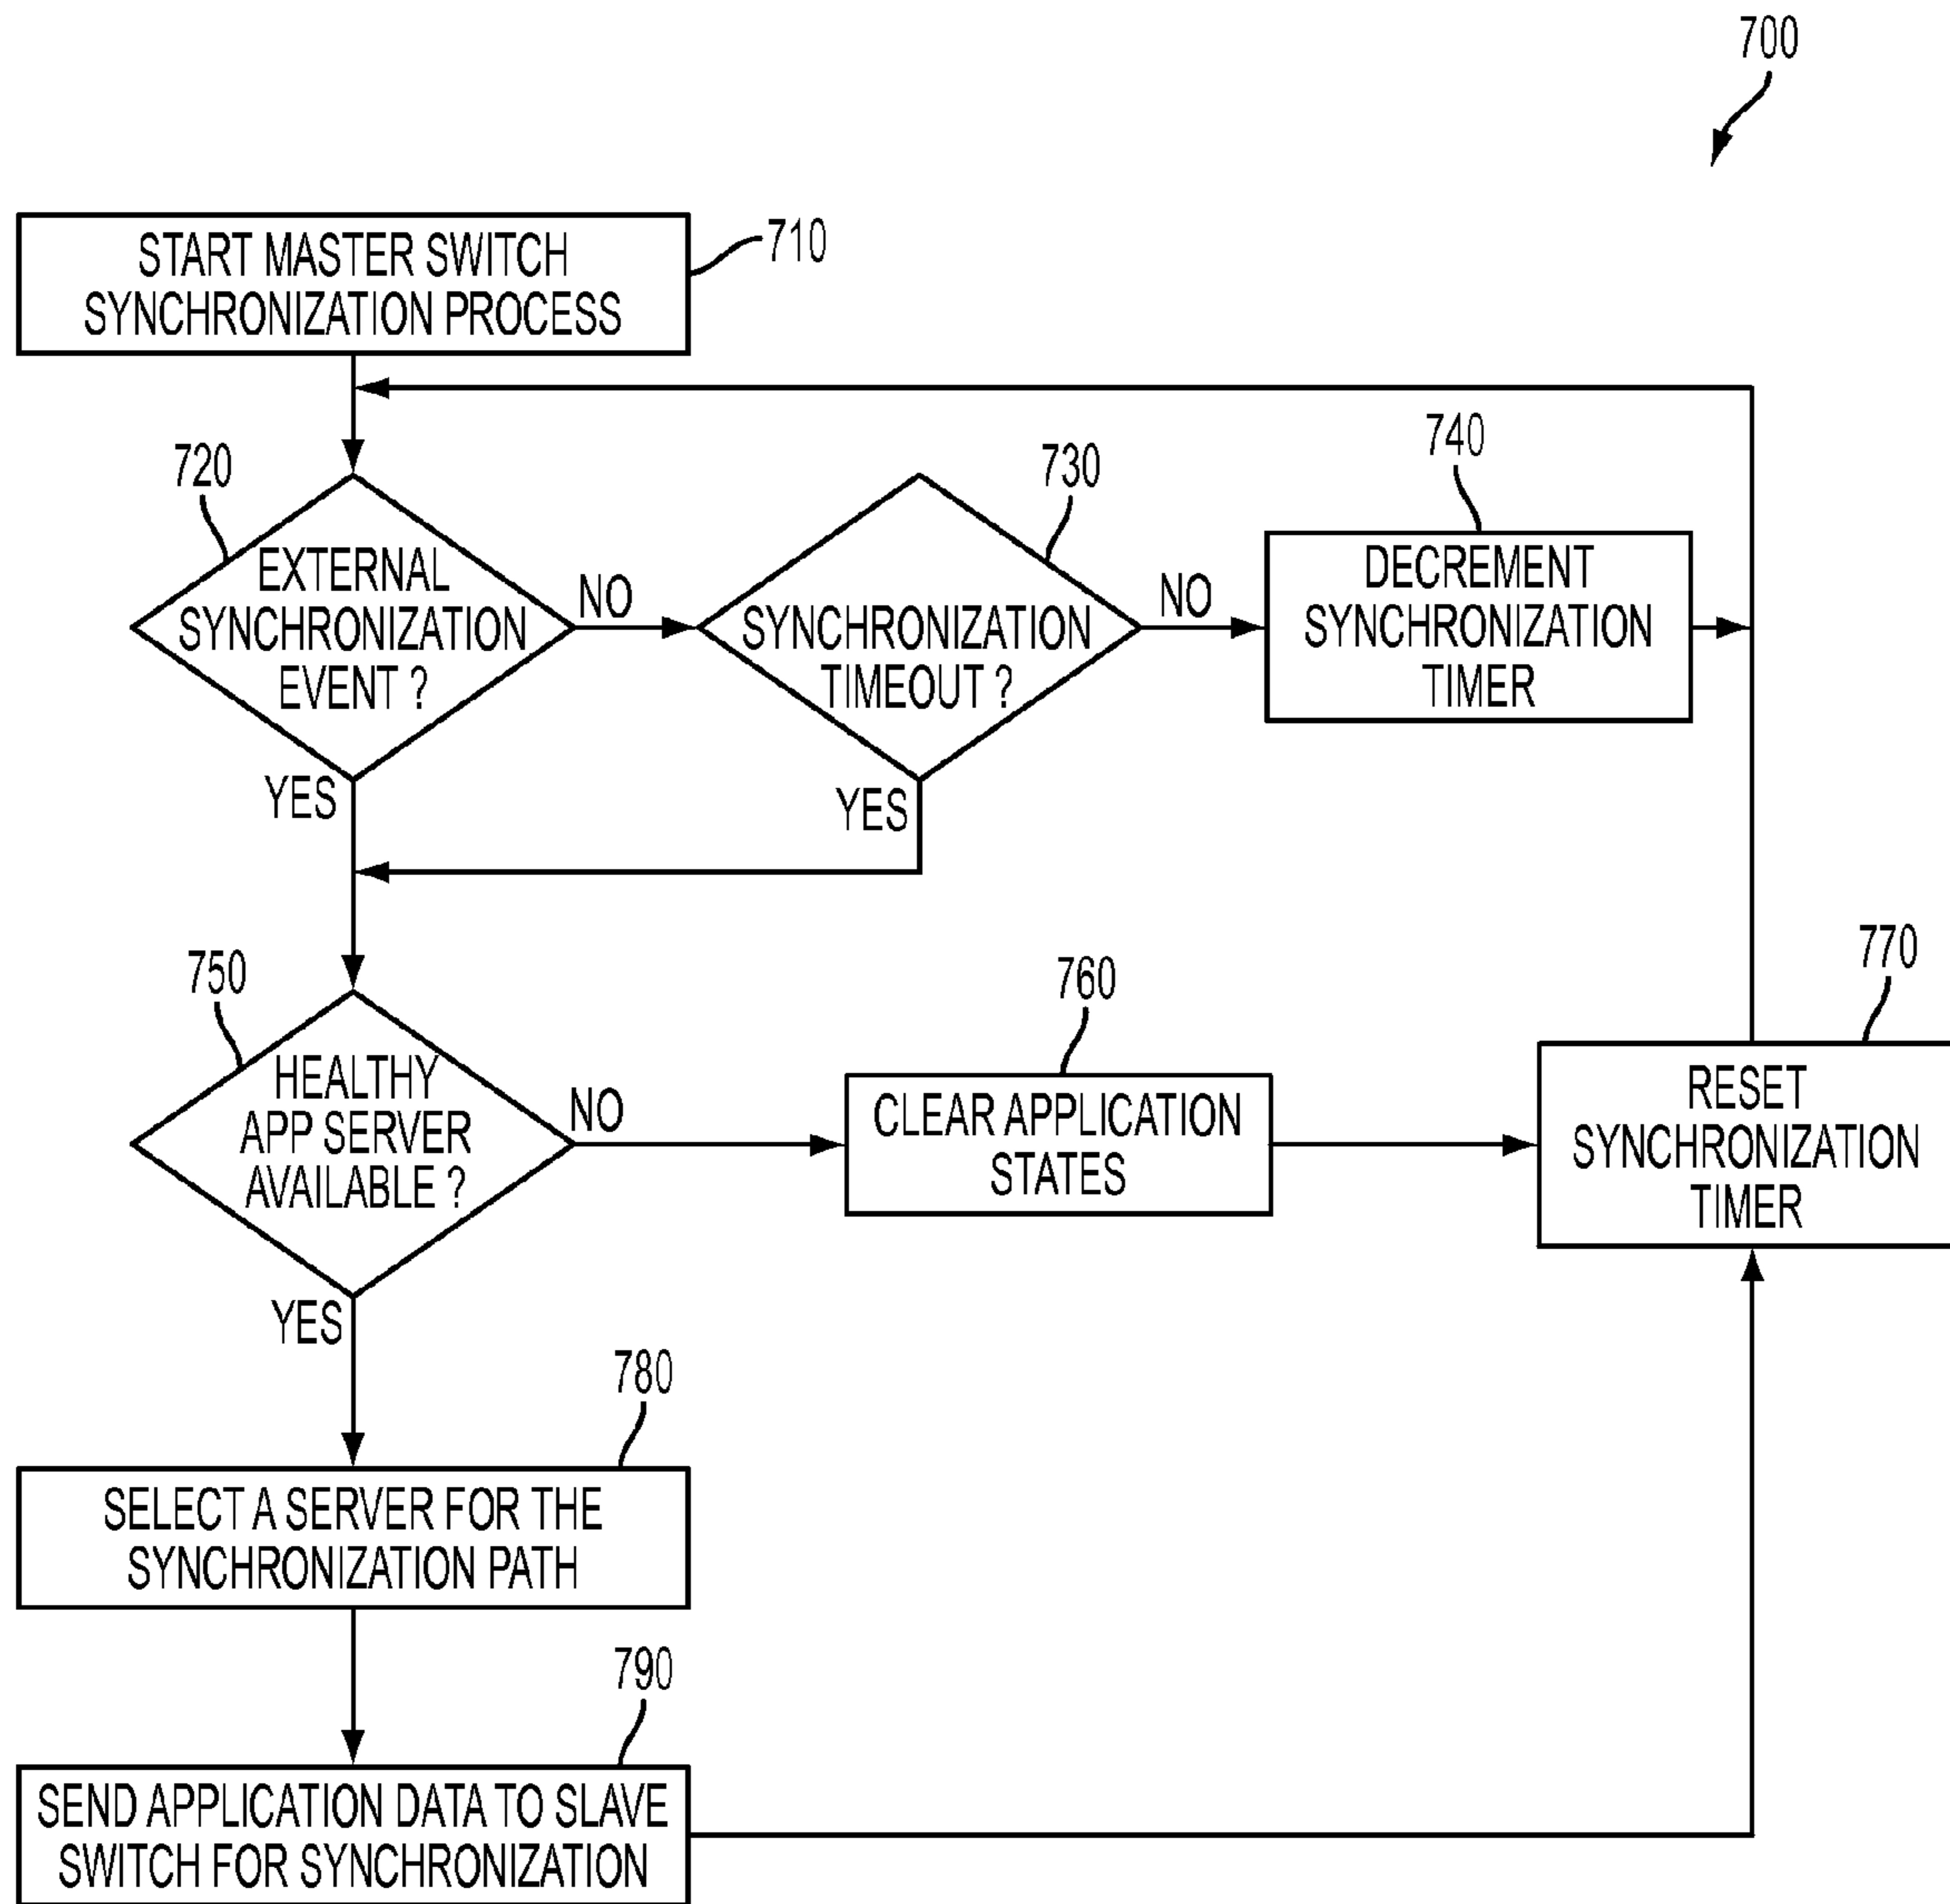 700
START MASTER SWITCH
SYNCHRONIZATION PROCESS
710
720
EXTERNAL
SYNCHRONIZATION
EVENT ?
NO
YES
730
SYNCHRONIZATION
TIMEOUT ?
NO
YES
740
DECREMENT
SYNCHRONIZATION
TIMER
750
HEALTHY
APP SERVER
AVAILABLE ?
NO
YES
760
CLEAR APPLICATION
STATES
770
RESET
SYNCHRONIZATION
TIMER
780
SELECT A SERVER FOR THE
SYNCHRONIZATION PATH
790
SEND APPLICATION DATA TO SLAVE
SWITCH FOR SYNCHRONIZATION